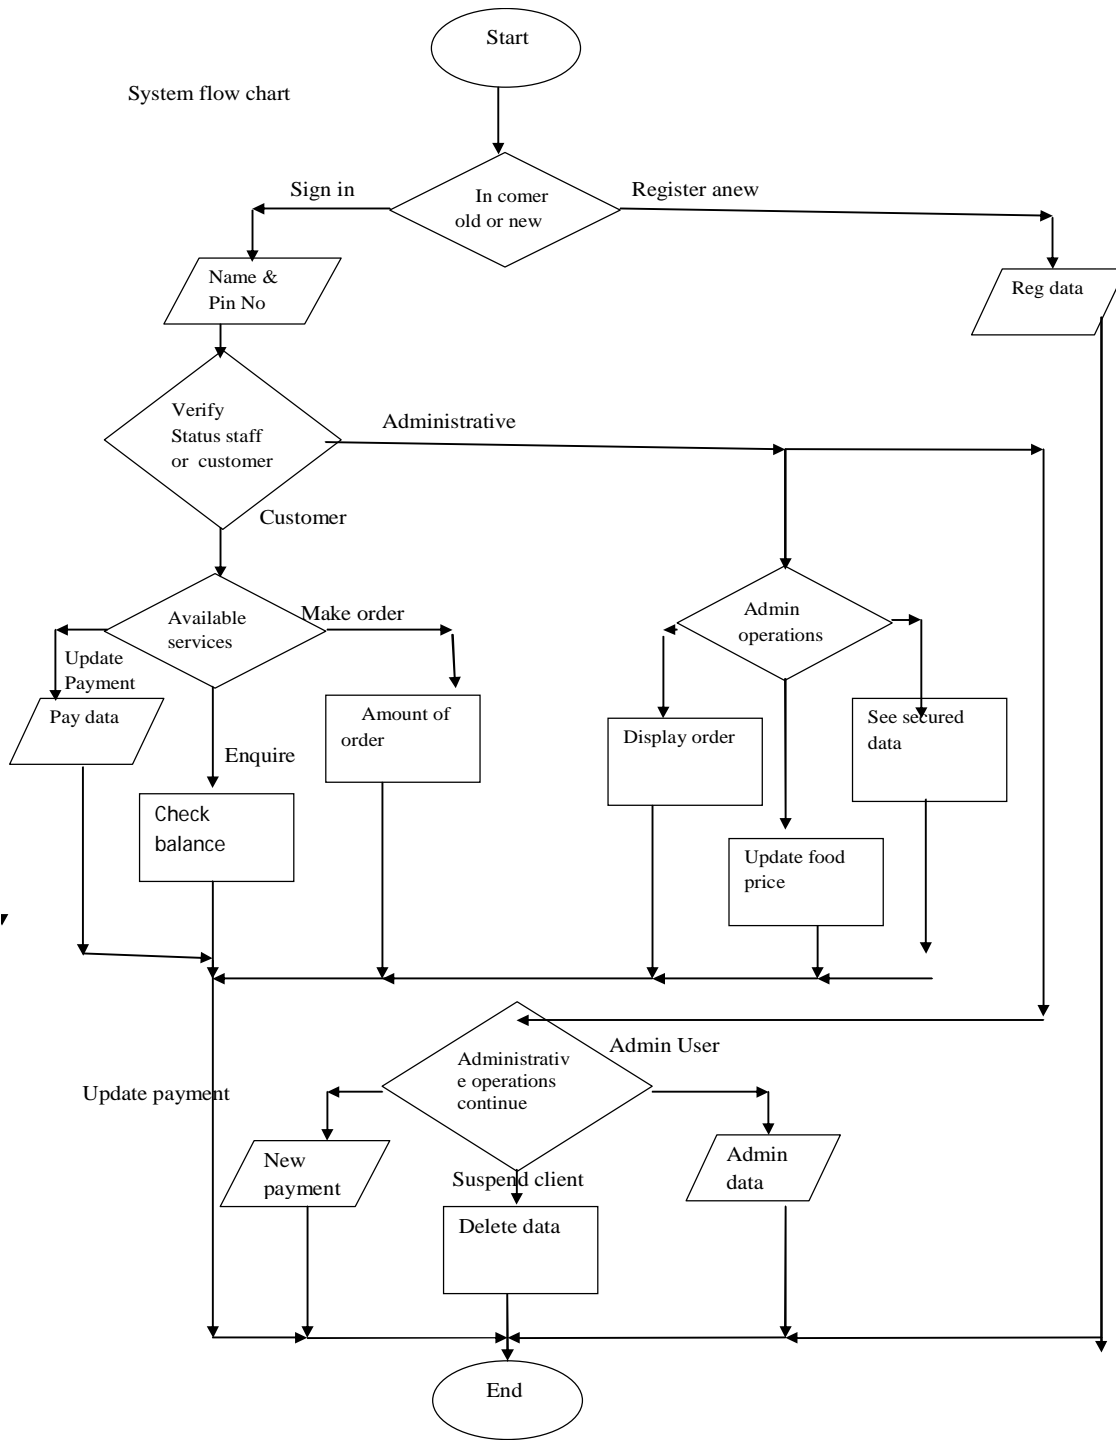 Start
System flow chart
Sign in
In comer
old or new
Register anew
Name &
Pin No
Reg data
Verify
Status staff
or customer
Administrative
Customer
Available
services
Make order
Admin
operations
Update
Payment
Pay data
Amount of
order
Enquire
Display order
See secured
data
Check
balance
Update food
price
Admin User
Administrativ
e operations
continue
Update payment
New
payment
Suspend client
Admin
data
Delete data
End